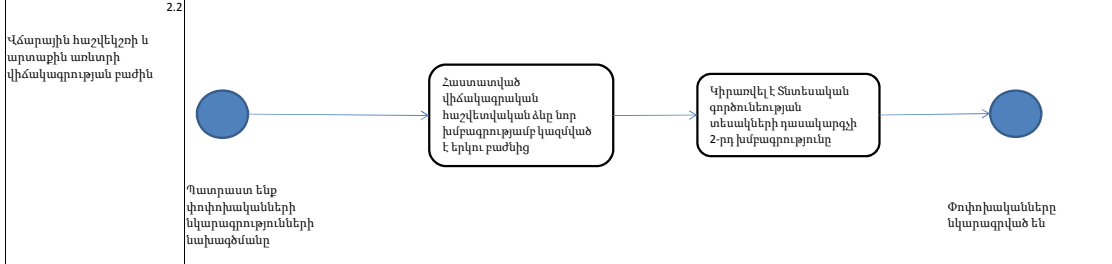 2.2
Վճարային հաշվեկշռի և
արտաքին առևտրի
վիճակագրության բաժին
Հաստատված
վիճակագրական
հաշվետվական ձևը նոր
խմբագրությամբ կազմված
է երկու բաժնից
Կիրառվել է Տնտեսական
գործունեության
տեսակների դասակարգչի
2-րդ խմբագրությունը
Պատրաստ ենք
փոփոխականների
նկարագրությունների
նախագծմանը
Փոփոխականները
նկարագրված են